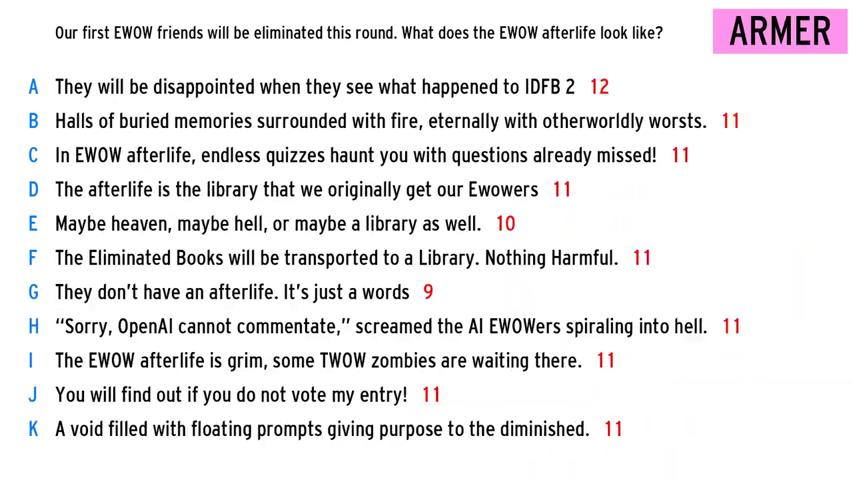 Our first EWOW friends will be eliminated this round. What does the EWOW afterlife look like?
ARMER
A They will be disappointed when they see what happened to IDFB 2 12
B Halls of buried memories surrounded with fire, eternally with otherworldly worsts. 11
C In EWOW afterlife, endless quizzes haunt you with questions already missed! 11
D The afterlife is the library that we originally get our Ewowers 11
E Maybe heaven, maybe hell, or maybe a library as well. 10
F The Eliminated Books will be transported to a Library. Nothing Harmful. 11
G They don't have an afterlife. It's just a words 9
H “Sorry, OpenAI cannot commentate,” screamed the AI EWOWers spiraling into hell. 11
I The EWOW afterlife is grim, some TWOW zombies are waiting there. 11
J You will find out if you do not vote my entry! 11
K A void filled with floating prompts giving purpose to the diminished. 11